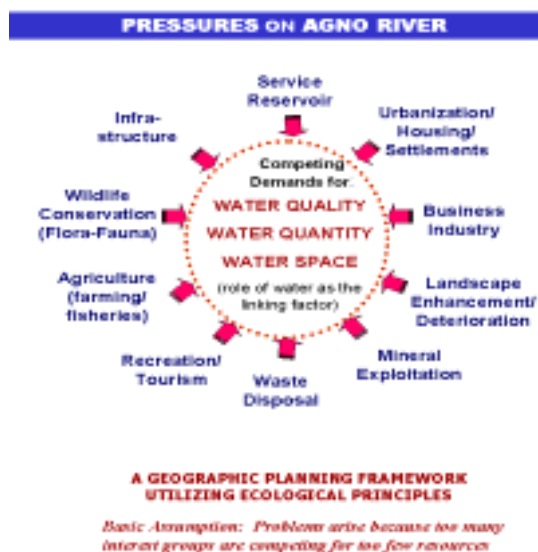 PRESSURES ON AGNO RIVER
Service
Reservoir
Urbanization/
Housing/
Settlements
Business
Industry
Landscape
Enhancement/
Deterioration
Mineral
Exploitation
Waste
Disposal
Recreation/
Tourism
Agriculture
(farming/
fisheries)
Wildlife
Conservation
(Flora-Fauna)
Infra-
structure
Competing
Demands for:
WATER QUALITY
WATER QUANTITY
WATER SPACE
(role of water as the
linking factor)
A GEOGRAPHIC PLANNING FRAMEWORK
UTILIZING ECOLOGICAL PRINCIPLES
Basic Assumption: Problems arise because too many
interest groups are competing for too few resources